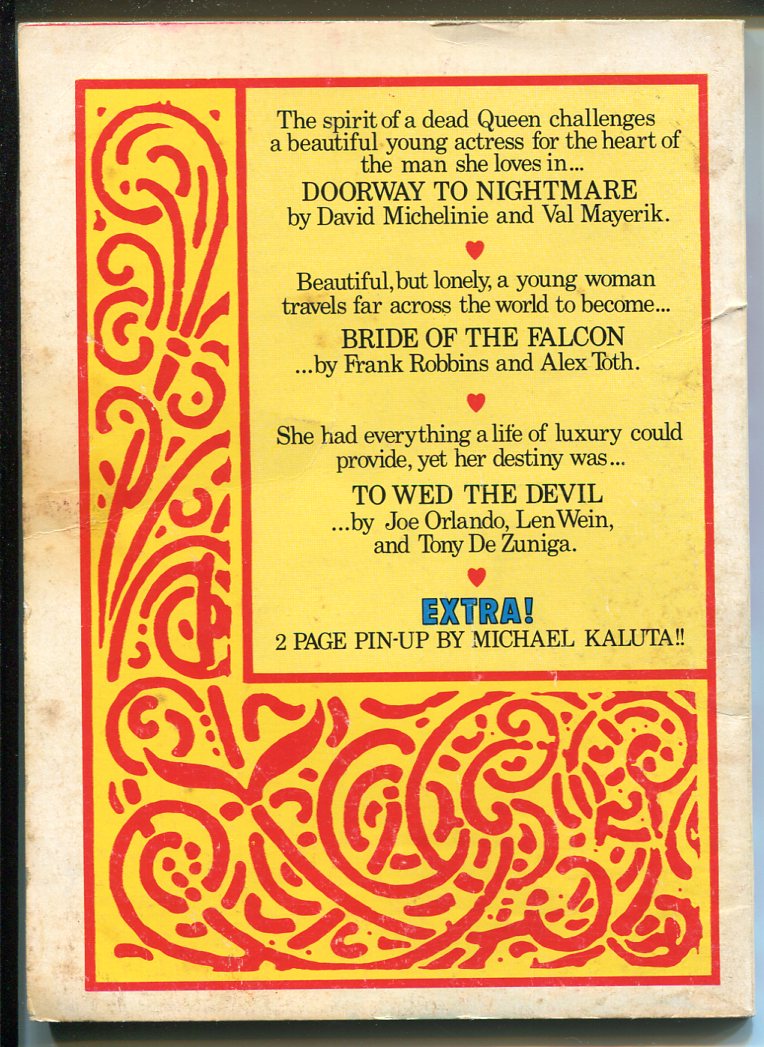 The spirit of a dead Queen challenges
a beautiful young actress for the heart of
the man she loves in...
DOORWAY TO NIGHTMARE
by David Michelinie and Val Mayerik.
Beautiful, but lonely, a young woman
travels far across the world to become...
BRIDE OF THE FALCON
...by Frank Robbins and Alex Toth.
She had everything a life of luxury could
provide, yet her destiny was...
TO WED THE DEVIL
...by Joe Orlando, Len Wein,
and Tony De Zuniga.
EXTRA!
2 PAGE PIN-UP BY MICHAEL KALUTA!!